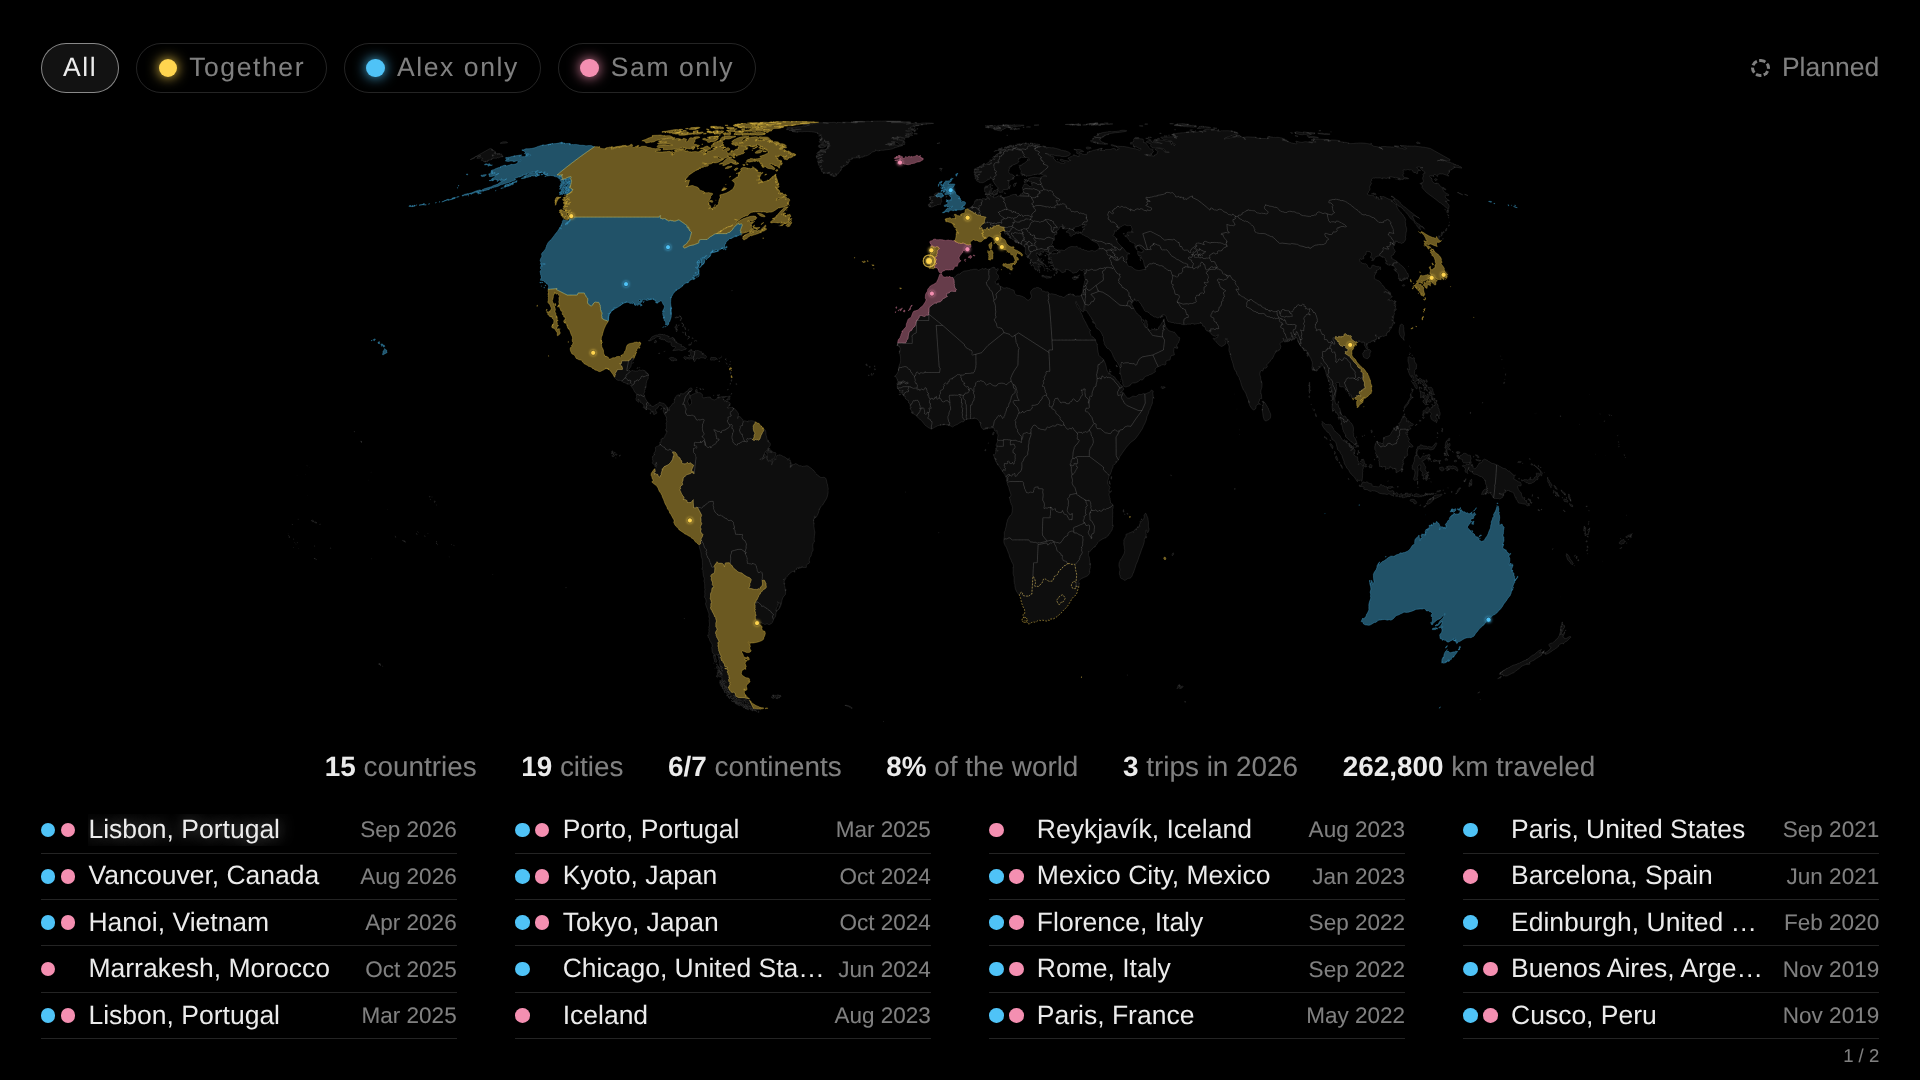 All
Together
Alex only
Sam only
Planned
15 countries
19 cities
6/7 continents
8% of the world
3 trips in 2026
262,800 km traveled
Lisbon, Portugal Sep 2026
Vancouver, Canada Aug 2026
Hanoi, Vietnam Apr 2026
Marrakesh, Morocco Oct 2025
Lisbon, Portugal Mar 2025
Porto, Portugal Mar 2025
Kyoto, Japan Oct 2024
Tokyo, Japan Oct 2024
Chicago, United Sta… Jun 2024
Iceland Aug 2023
Reykjavík, Iceland Aug 2023
Mexico City, Mexico Jan 2023
Florence, Italy Sep 2022
Rome, Italy Sep 2022
Paris, France May 2022
Paris, United States Sep 2021
Barcelona, Spain Jun 2021
Edinburgh, United … Feb 2020
Buenos Aires, Arge… Nov 2019
Cusco, Peru Nov 2019
1 / 2